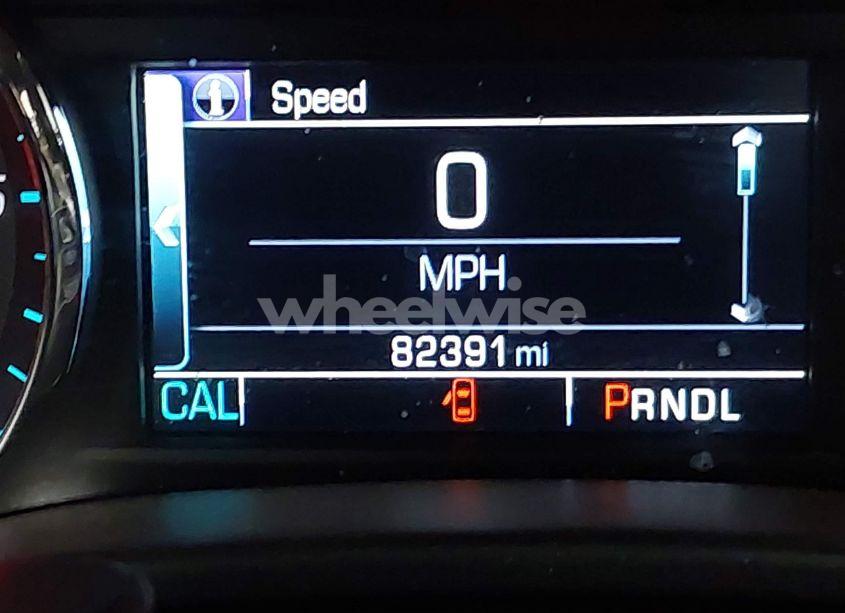 Speed
0
MPH
wheelwise
82391 mi
CAL
PRNDL